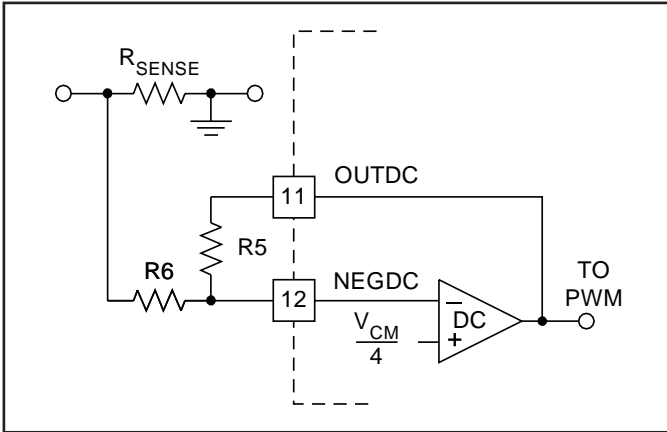 RSENSE
11
OUTDC
R5
R6
12
NEGDC
TO
PWM
VCM
4
DC
−
+